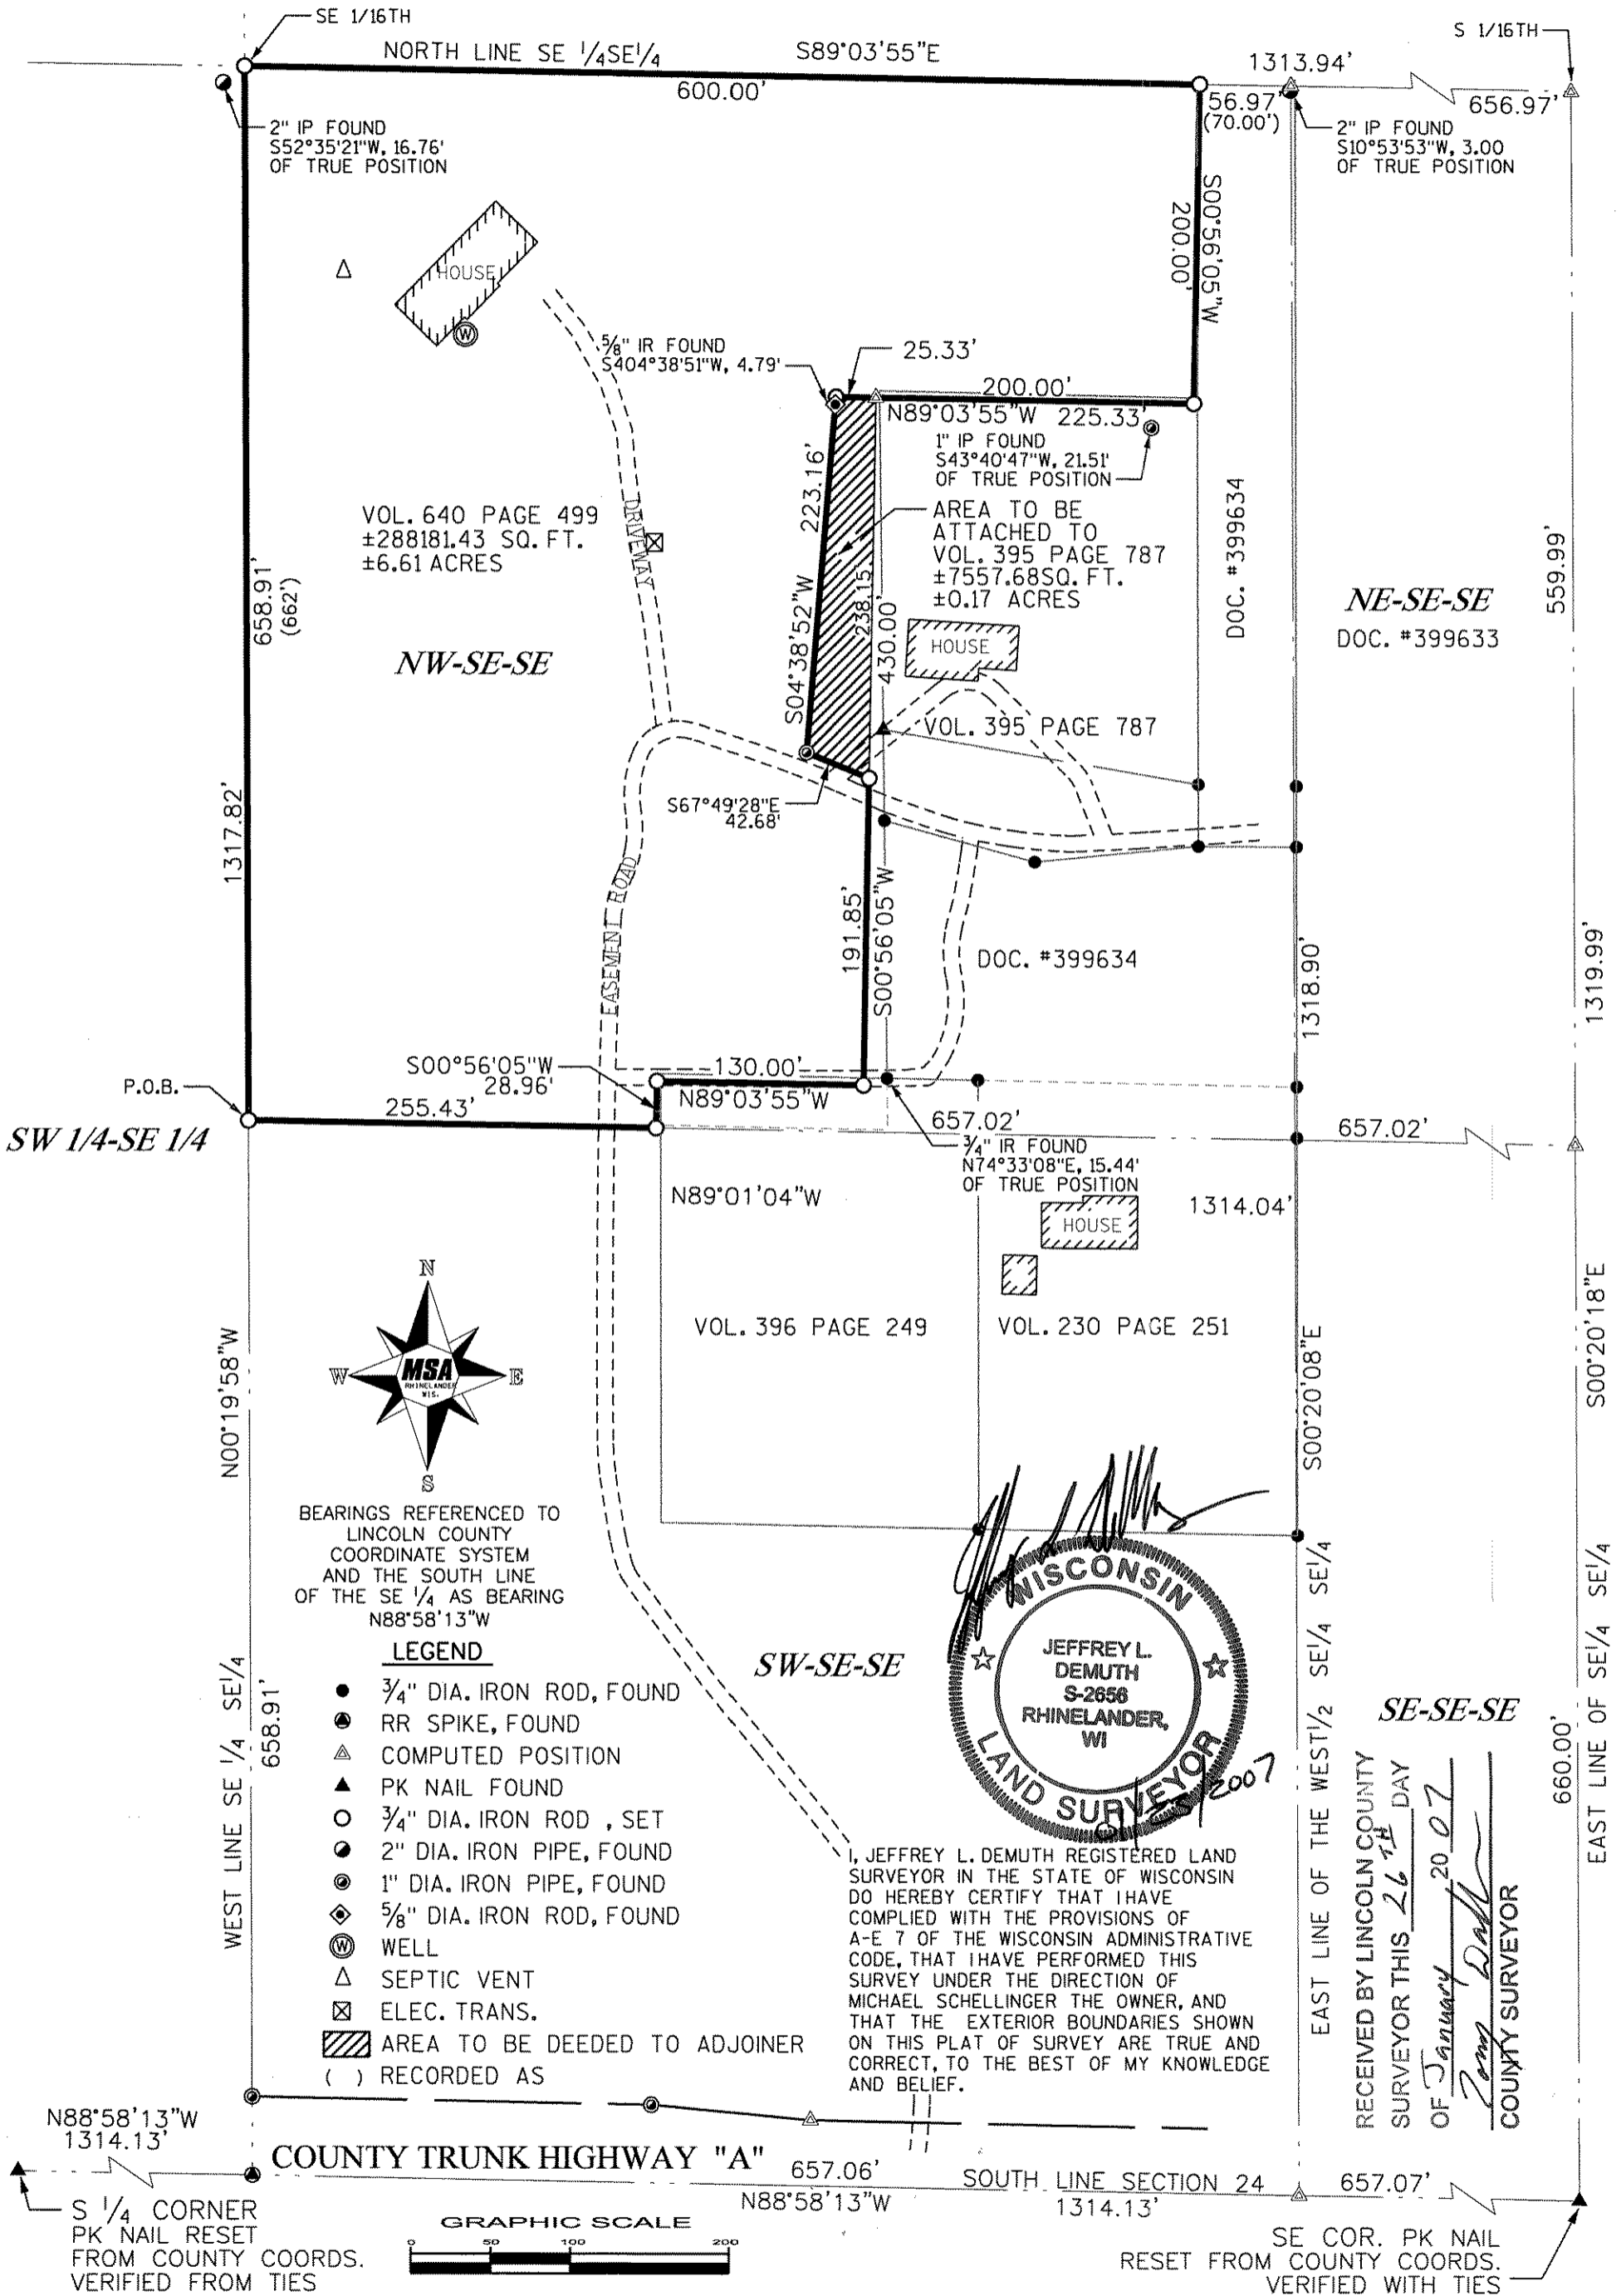 SE 1/16TH
S 1/16TH
NORTH LINE SE 1/4SE1/4
S89°03'55"E
1313.94'
600.00'
56.97'
(70.00')
656.97'
2" IP FOUND
S52°35'21"W, 16.76'
OF TRUE POSITION
2" IP FOUND
S10°53'53"W, 3.00
OF TRUE POSITION
S00°56'05"W
200.00'
HOUSE
W
5/8" IR FOUND
S404°38'51"W, 4.79'
25.33'
200.00'
N89°03'55"W 225.33'
1" IP FOUND
S43°40'47"W, 21.51'
OF TRUE POSITION
223.16'
S04°38'52"W
238.15
430.00'
AREA TO BE
ATTACHED TO
VOL. 395 PAGE 787
±7557.68SQ. FT.
±0.17 ACRES
DOC. #399634
VOL. 640 PAGE 499
±288181.43 SQ. FT.
±6.61 ACRES
DRIVEWAY
658.91'
(662')
NW-SE-SE
HOUSE
NE-SE-SE
DOC. #399633
559.99'
VOL. 395 PAGE 787
S67°49'28"E
42.68'
1317.82'
EASEMENT ROAD
191.85'
S00°56'05"W
DOC. #399634
1318.90'
1319.99'
S00°56'05"W
28.96'
130.00'
N89°03'55"W
P.O.B.
255.43'
657.02'
657.02'
SW 1/4-SE 1/4
3/4" IR FOUND
N74°33'08"E, 15.44'
OF TRUE POSITION
N89°01'04"W
1314.04'
HOUSE
VOL. 396 PAGE 249
VOL. 230 PAGE 251
N00°19'58"W
S00°20'08"E
S00°20'18"E
N
W
MSA
RHINELANDER
WIS.
E
S
BEARINGS REFERENCED TO
LINCOLN COUNTY
COORDINATE SYSTEM
AND THE SOUTH LINE
OF THE SE 1/4 AS BEARING
N88°58'13"W
LEGEND
3/4" DIA. IRON ROD, FOUND
RR SPIKE, FOUND
COMPUTED POSITION
PK NAIL FOUND
3/4" DIA. IRON ROD , SET
2" DIA. IRON PIPE, FOUND
1" DIA. IRON PIPE, FOUND
5/8" DIA. IRON ROD, FOUND
W WELL
SEPTIC VENT
ELEC. TRANS.
AREA TO BE DEEDED TO ADJOINER
( ) RECORDED AS
WEST LINE SE 1/4 SE1/4
658.91'
SW-SE-SE
WISCONSIN
JEFFREY L.
DEMUTH
S-2656
RHINELANDER,
WI
LAND SURVEYOR
2007
I, JEFFREY L. DEMUTH REGISTERED LAND
SURVEYOR IN THE STATE OF WISCONSIN
DO HEREBY CERTIFY THAT I HAVE
COMPLIED WITH THE PROVISIONS OF
A-E 7 OF THE WISCONSIN ADMINISTRATIVE
CODE, THAT I HAVE PERFORMED THIS
SURVEY UNDER THE DIRECTION OF
MICHAEL SCHELLINGER THE OWNER, AND
THAT THE EXTERIOR BOUNDARIES SHOWN
ON THIS PLAT OF SURVEY ARE TRUE AND
CORRECT, TO THE BEST OF MY KNOWLEDGE
AND BELIEF.
EAST LINE OF THE WEST1/2 SE1/4 SE1/4
SE-SE-SE
RECEIVED BY LINCOLN COUNTY
SURVEYOR THIS 26TH DAY
OF January 2007
COUNTY SURVEYOR
660.00'
EAST LINE OF SE1/4 SE1/4
N88°58'13"W
1314.13'
COUNTY TRUNK HIGHWAY "A"
657.06'
N88°58'13"W
SOUTH LINE SECTION 24
1314.13'
657.07'
S 1/4 CORNER
PK NAIL RESET
FROM COUNTY COORDS.
VERIFIED FROM TIES
GRAPHIC SCALE
0 50 100 200
SE COR. PK NAIL
RESET FROM COUNTY COORDS.
VERIFIED WITH TIES